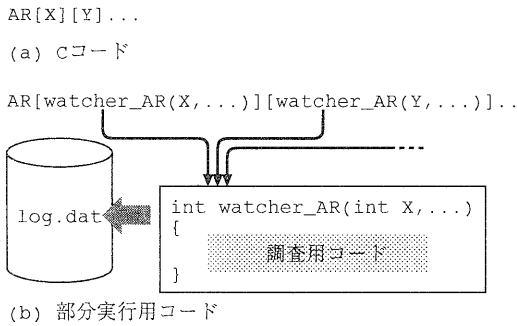 AR[X][Y]...
(a) Cコード
AR[watcher_AR(X,...)][watcher_AR(Y,...)]..
log.dat
int watcher_AR(int X,...)
{
調査用コード
}
(b) 部分実行用コード